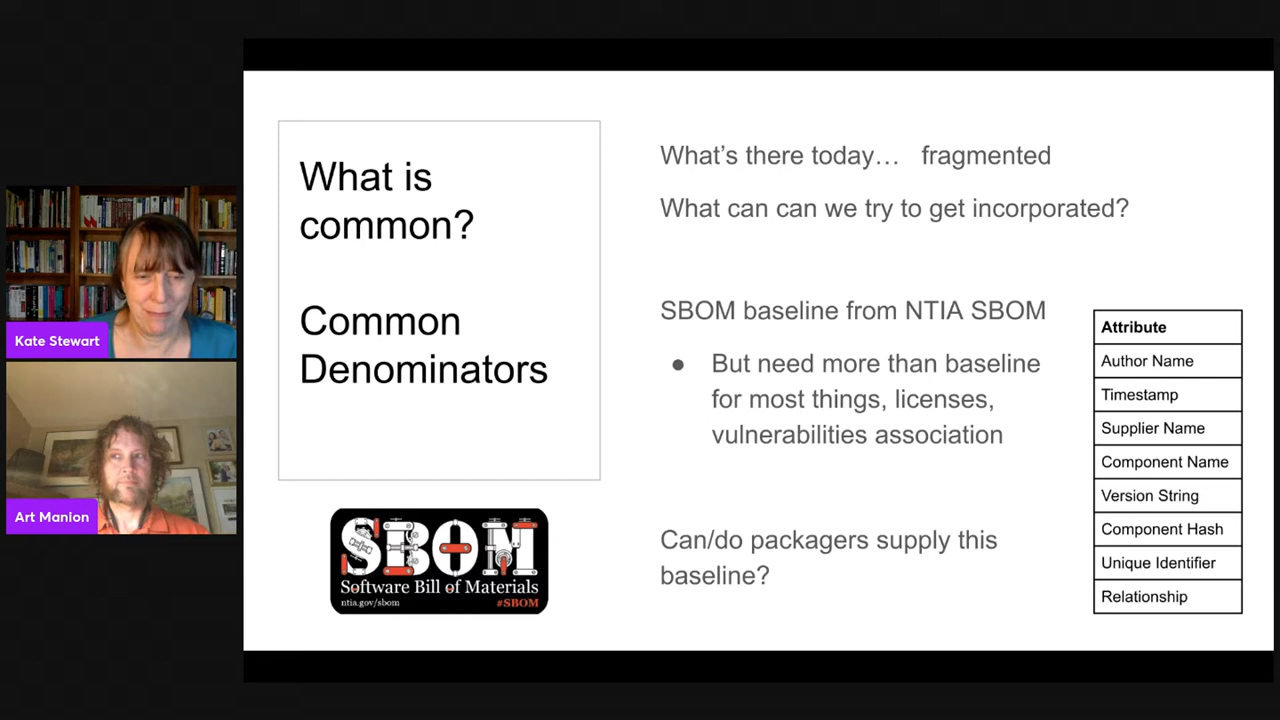 What is
common?
Common
Denominators
SBOM
Software Bill of Materials
ntia.gov/sbom
#SBOM
What's there today… fragmented
What can can we try to get incorporated?
SBOM baseline from NTIA SBOM
● But need more than baseline
for most things, licenses,
vulnerabilities association
Can/do packagers supply this
baseline?
Attribute
Author Name
Timestamp
Supplier Name
Component Name
Version String
Component Hash
Unique Identifier
Relationship
Kate Stewart
Art Manion